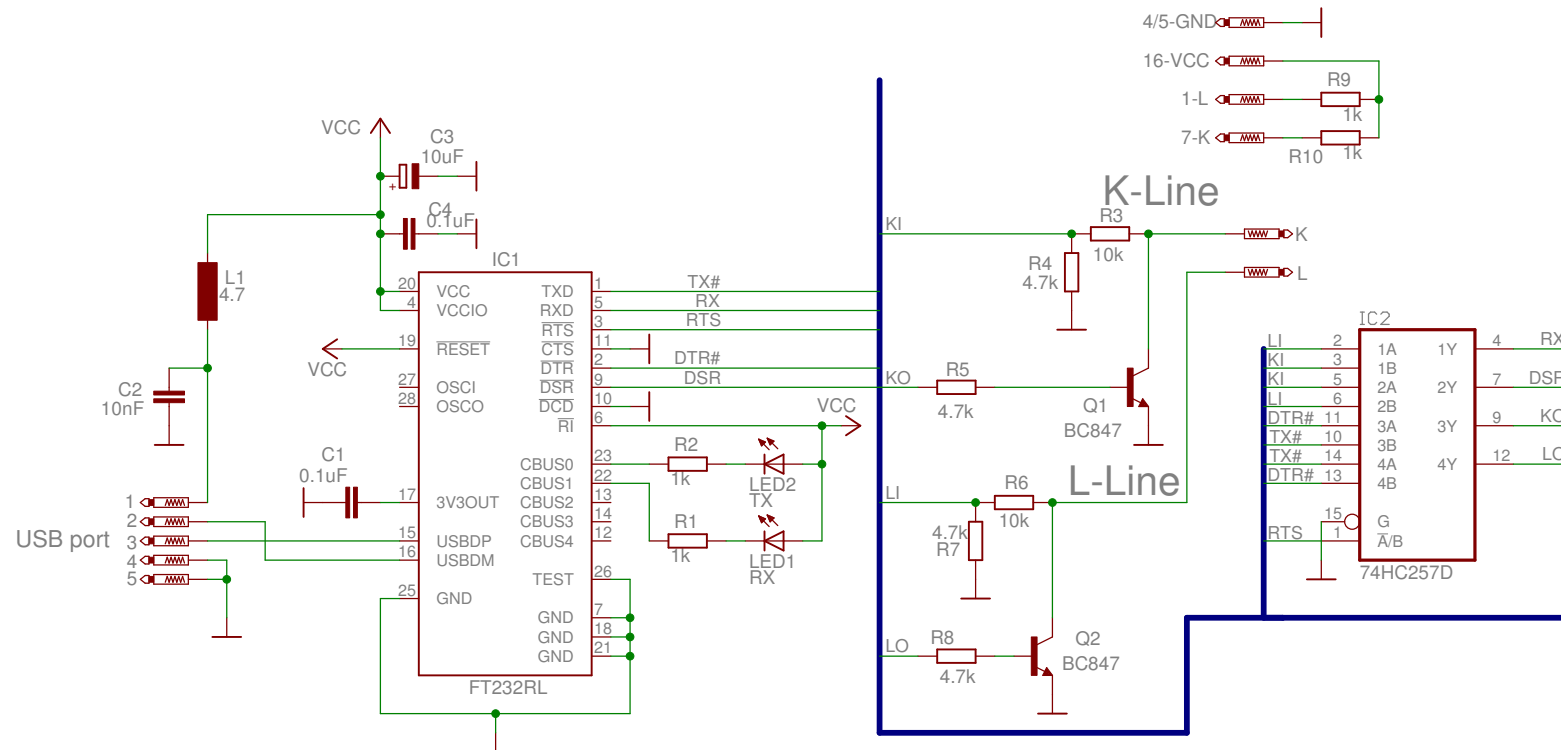 4/5-GND
16-VCC
R9
1-L
1k
7-K
R10
1k
VCC
C3
10uF
+
C4
0.1uF
L1
4.7
C2
10nF
VCC
C1
0.1uF
USB port
1
2
3
4
5
IC1
20 VCC TXD 1 TX#
4 VCCIO RXD 5 RX
RTS 3 RTS
19 RESET CTS 11
DTR 2 DTR#
27 OSCI DSR 9 DSR
28 OSCO DCD 10
RI 6
CBUS0 23
CBUS1 22
17 3V3OUT CBUS2 13
CBUS3 14
15 USBDP CBUS4 12
16 USBDM
TEST 26
25 GND
GND 7
GND 18
GND 21
FT232RL
VCC
R2
1k
LED2
TX
R1
1k
LED1
RX
K-Line
KI
R3
10k
R4
4.7k
K
L
KO
R5
4.7k
Q1
BC847
L-Line
LI
R6
10k
4.7k
R7
LO
R8
4.7k
Q2
BC847
IC2
LI 2 1A 1Y 4 RX
KI 3 1B
KI 5 2A 2Y 7 DSR
LI 6 2B
DTR# 11 3A 3Y 9 KO
TX# 10 3B
TX# 14 4A 4Y 12 LO
DTR# 13 4B
15 G
RTS 1 A/B
74HC257D